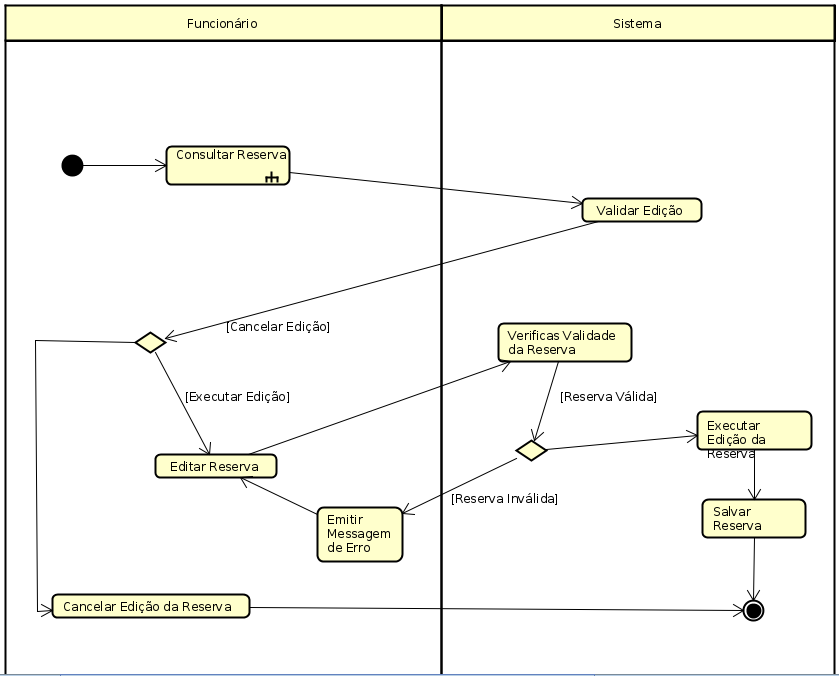 Funcionário
Sistema
Consultar Reserva
Validar Edição
[Cancelar Edição]
Verificas Validade
da Reserva
[Executar Edição]
[Reserva Válida]
Executar
Edição da
Reserva
Editar Reserva
[Reserva Inválida]
Emitir
Messagem
de Erro
Salvar
Reserva
Cancelar Edição da Reserva